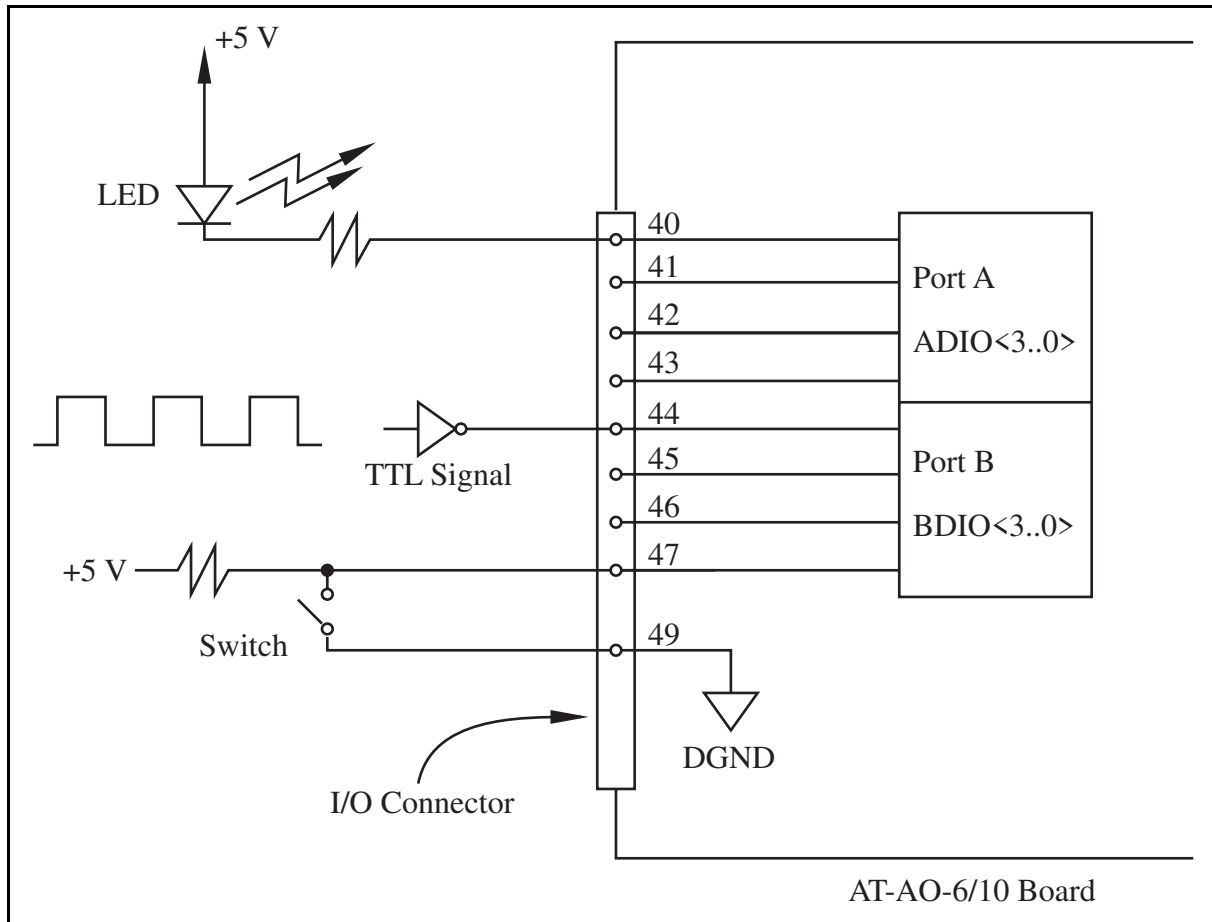 +5 V
LED
40
41
Port A
42
ADIO<3..0>
43
44
TTL Signal
45
Port B
46
BDIO<3..0>
47
+5 V
Switch
49
DGND
I/O Connector
AT-AO-6/10 Board